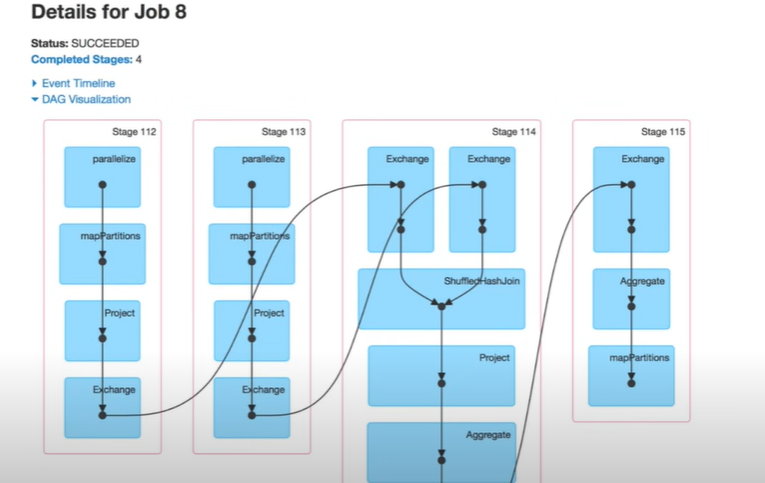 Details for Job 8
Status: SUCCEEDED
Completed Stages: 4
Event Timeline
DAG Visualization
Stage 112
parallelize
mapPartitions
Project
Exchange
Stage 113
parallelize
mapPartitions
Project
Exchange
Stage 114
Exchange
Exchange
ShuffledHashJoin
Project
Aggregate
Stage 115
Exchange
Aggregate
mapPartitions